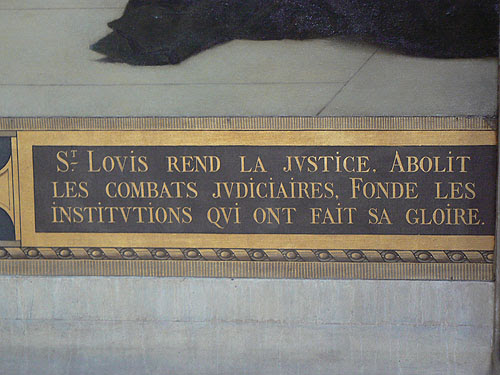 ST LOVIS REND LA JVSTICE. ABOLIT
LES COMBATS JVDICIAIRES, FONDE LES
INSTITVTIONS QVI ONT FAIT SA GLOIRE.